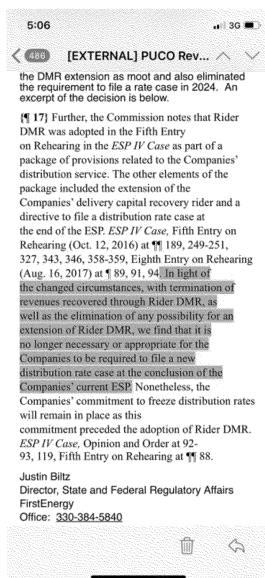 5:06
3G
486
[EXTERNAL] PUCO Rev...
the DMR extension as moot and also eliminated
the requirement to file a rate case in 2024. An
excerpt of the decision is below.
{¶ 17} Further, the Commission notes that Rider
DMR was adopted in the Fifth Entry
on Rehearing in the ESP IV Case as part of a
package of provisions related to the Companies'
distribution service. The other elements of the
package included the extension of the
Companies' delivery capital recovery rider and a
directive to file a distribution rate case at
the end of the ESP. ESP IV Case, Fifth Entry on
Rehearing (Oct. 12, 2016) at ¶¶ 189, 249-251,
327, 343, 346, 358-359, Eighth Entry on Rehearing
(Aug. 16, 2017) at ¶ 89, 91, 94. In light of
the changed circumstances, with termination of
revenues recovered through Rider DMR, as
well as the elimination of any possibility for an
extension of Rider DMR, we find that it is
no longer necessary or appropriate for the
Companies to be required to file a new
distribution rate case at the conclusion of the
Companies' current ESP. Nonetheless, the
Companies' commitment to freeze distribution rates
will remain in place as this
commitment preceded the adoption of Rider DMR.
ESP IV Case, Opinion and Order at 92-
93, 119, Fifth Entry on Rehearing at ¶¶ 88.
Justin Biltz
Director, State and Federal Regulatory Affairs
FirstEnergy
Office: 330-384-5840